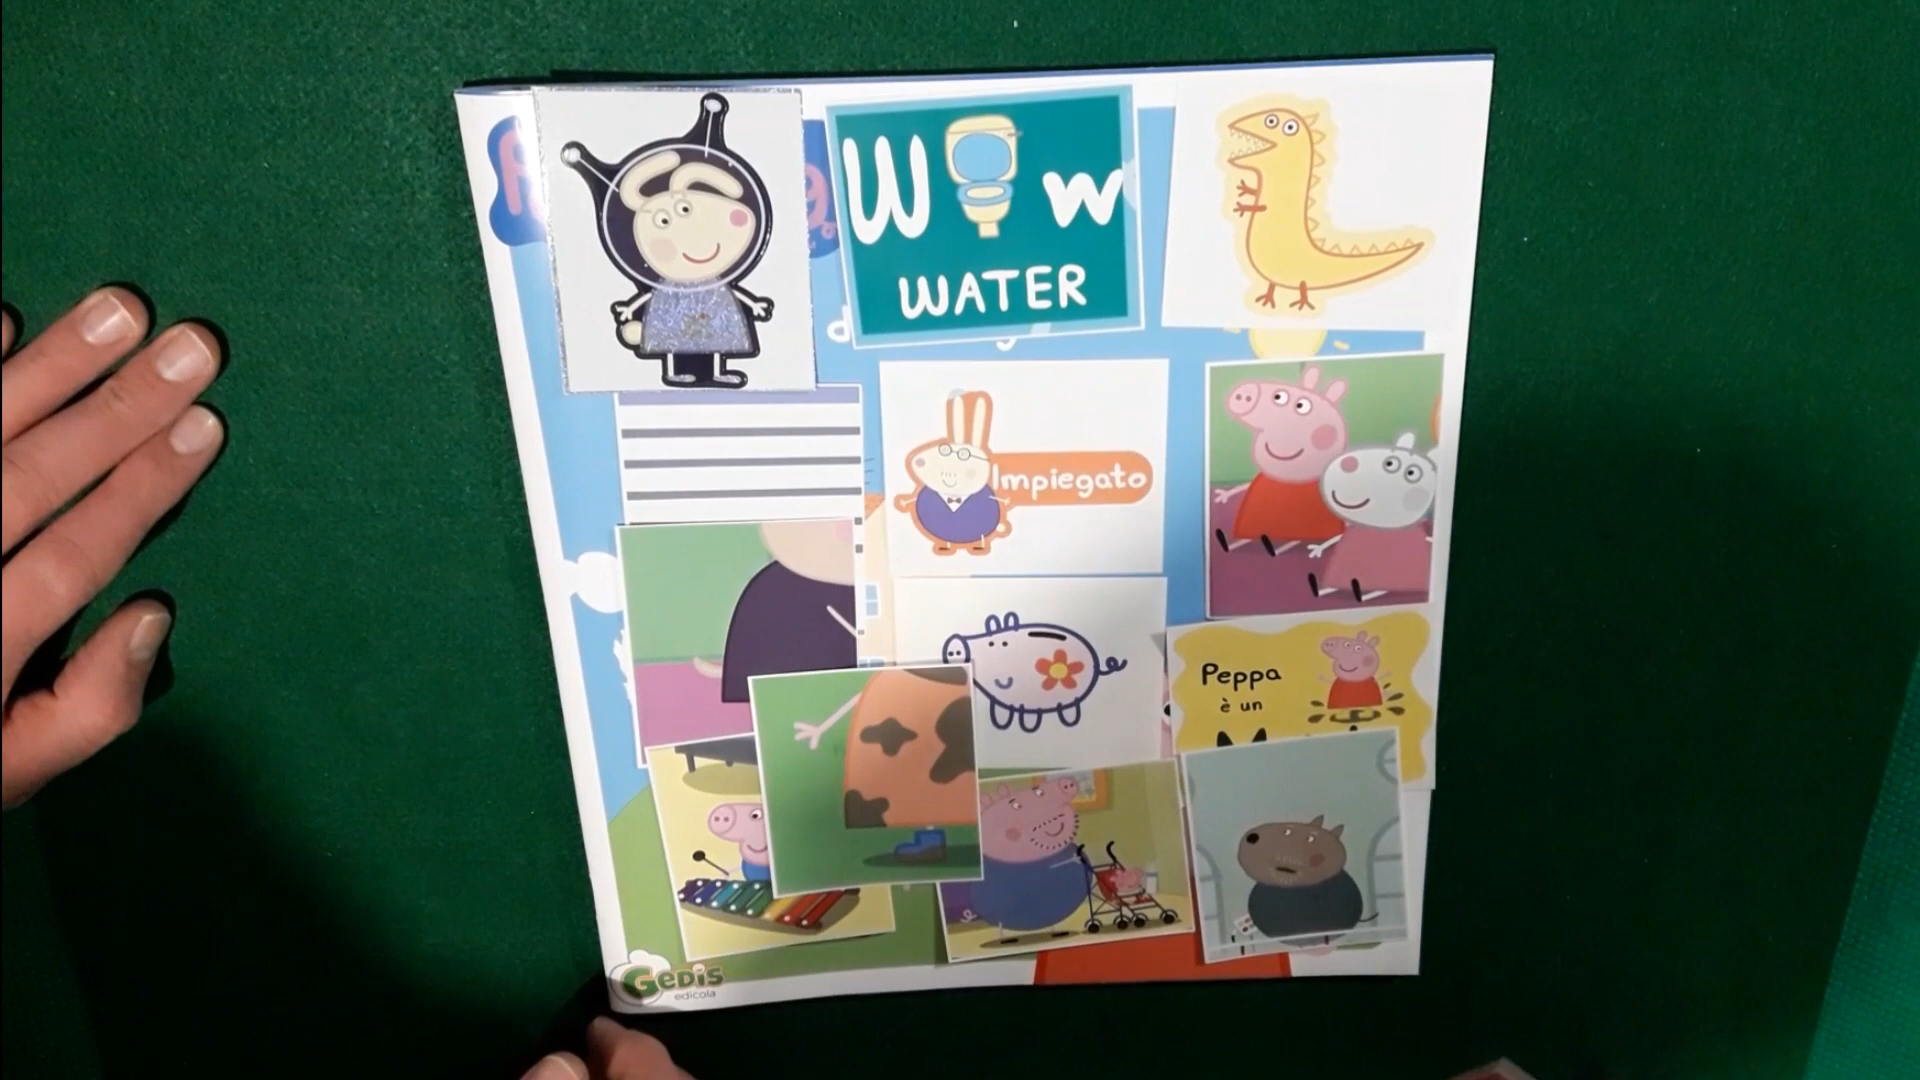 W w
WATER
Impiegato
Peppa
è un
GEDIS
edicola